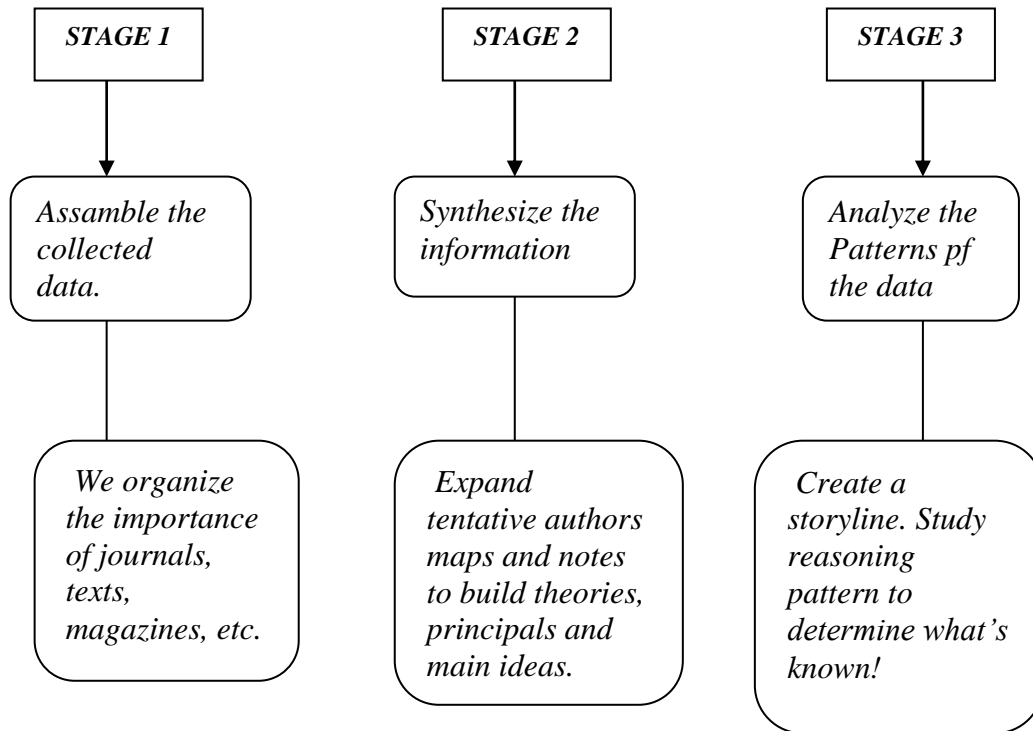 STAGE 1
Assamble the
collected
data.
We organize
the importance
of journals,
texts,
magazines, etc.
STAGE 2
Synthesize the
information
Expand
tentative authors
maps and notes
to build theories,
principals and
main ideas.
STAGE 3
Analyze the
Patterns pf
the data
Create a
storyline. Study
reasoning
pattern to
determine what’s
known!